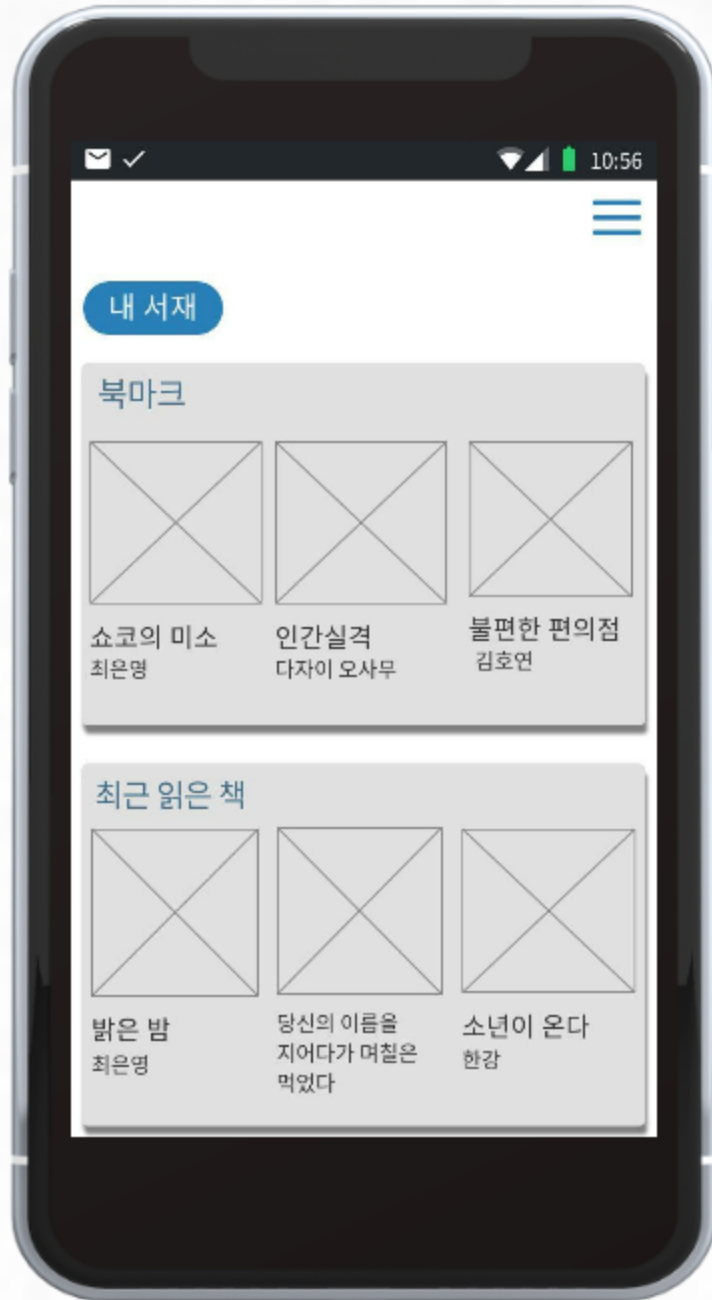 10:56
내 서재
북마크
쇼코의 미소
최은영
인간실격
다자이 오사무
불편한 편의점
김호연
최근 읽은 책
밝은 밤
최은영
당신의 이름을
지어다가 며칠은
먹었다
소년이 온다
한강